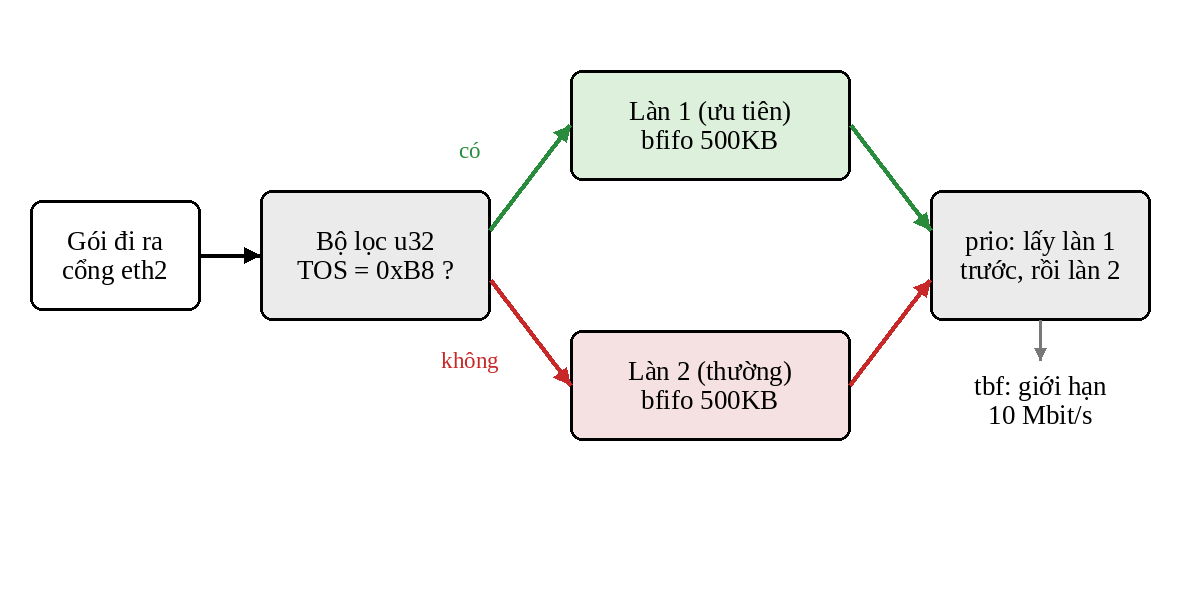 Gói đi ra
cổng eth2
Bộ lọc u32
TOS = 0xB8 ?
có
không
Làn 1 (ưu tiên)
bfifo 500KB
Làn 2 (thường)
bfifo 500KB
prio: lấy làn 1
trước, rồi làn 2
tbf: giới hạn
10 Mbit/s